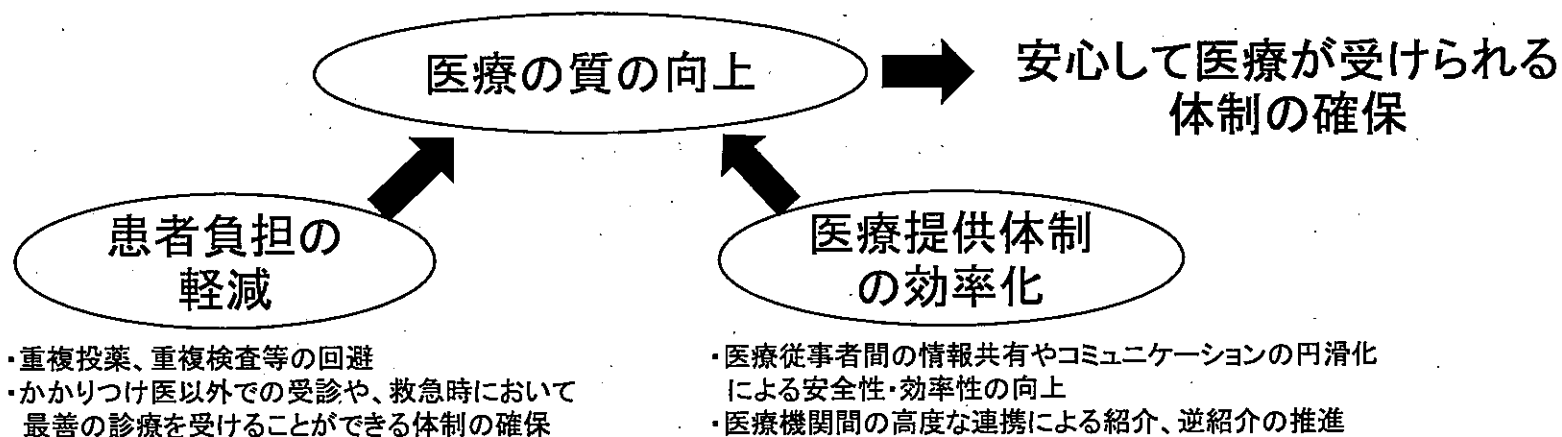 医療の質の向上
安心して医療が受けられる
体制の確保
患者負担の
軽減
医療提供体制
の効率化
・重複投薬、重複検査等の回避
・かかりつけ医以外での受診や、救急時において
最善の診療を受けることができる体制の確保
・医療従事者間の情報共有やコミュニケーションの円滑化
による安全性・効率性の向上
・医療機関間の高度な連携による紹介、逆紹介の推進